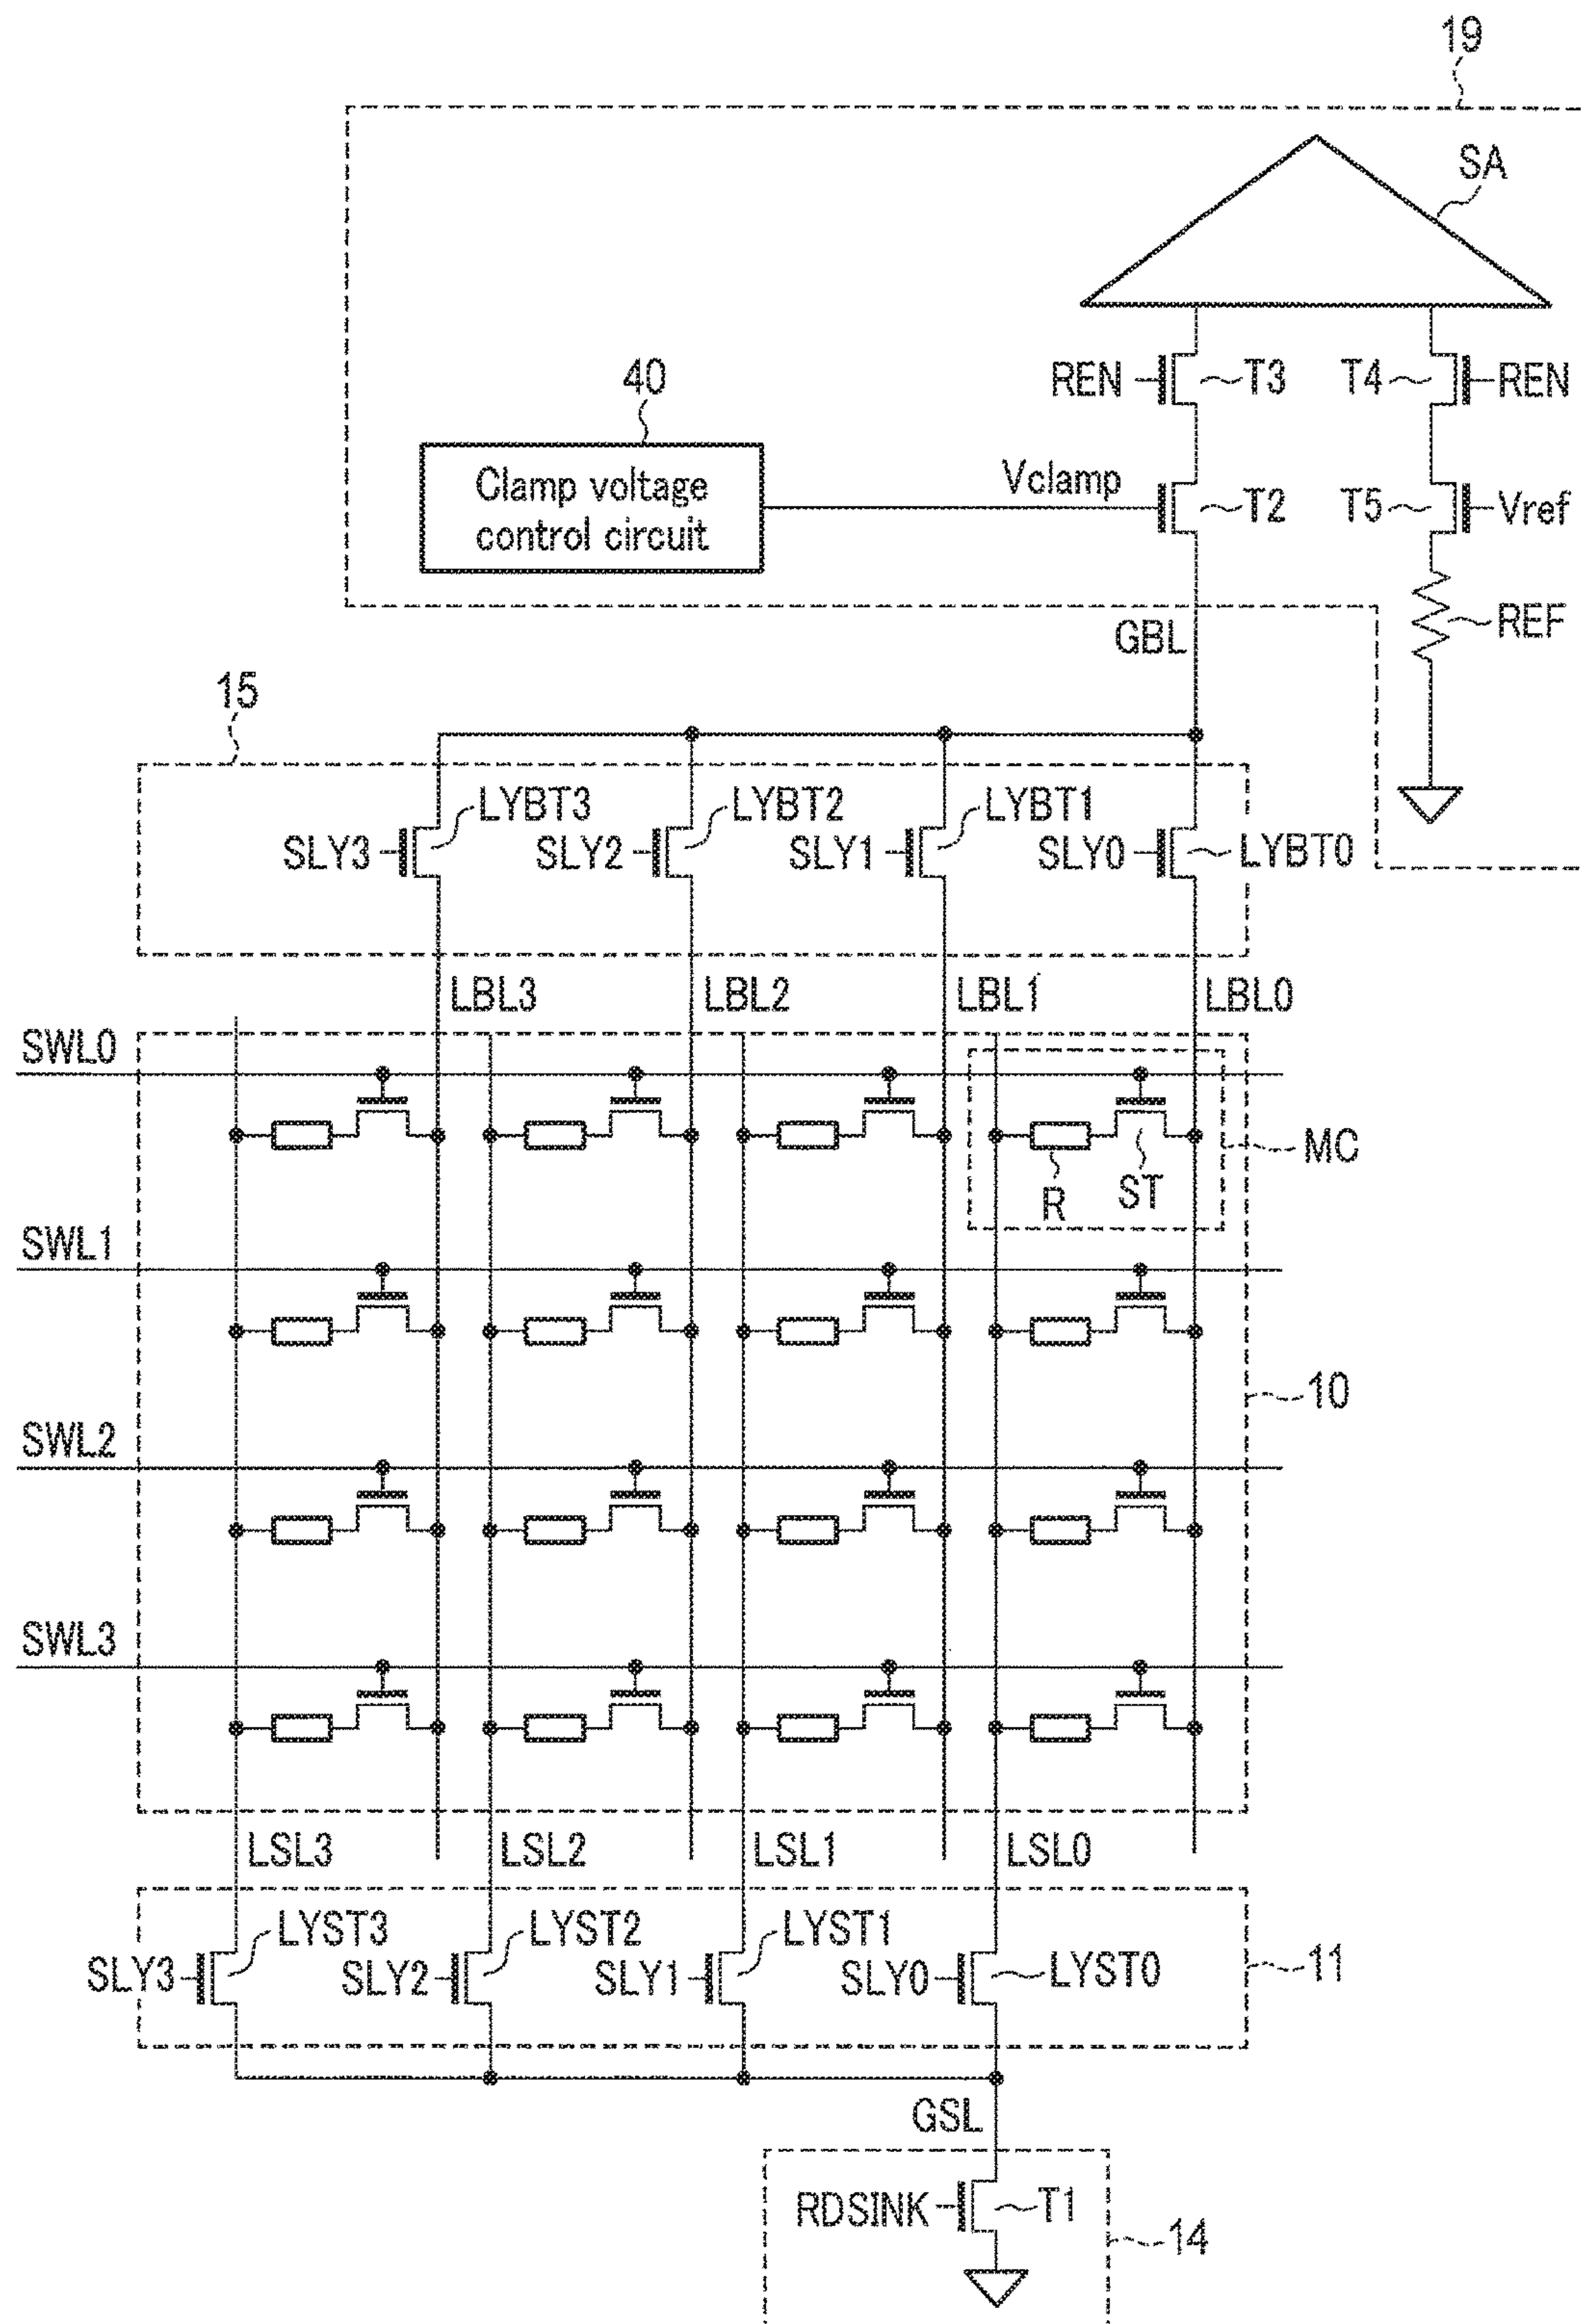 19
SA
REN T3 T4 REN
40
Clamp voltage
control circuit
Vclamp T2 T5 Vref
REF
GBL
15
LYBT3 LYBT2 LYBT1
SLY3 SLY2 SLY1 SLY0 LYBT0
LBL3 LBL2 LBL1 LBL0
SWL0
MC
R ST
SWL1
10
SWL2
SWL3
LSL3 LSL2 LSL1 LSL0
LYST3 LYST2 LYST1
SLY3 SLY2 SLY1 SLY0 LYST0 11
GSL
RDSINK T1
14